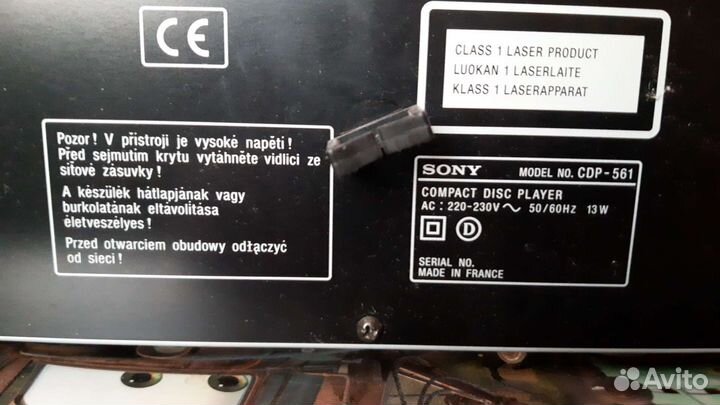 CE
CLASS 1 LASER PRODUCT
LUOKAN 1 LASERLAITE
KLASS 1 LASERAPPARAT
Pozor! V přístroji je vysoké napětí!
Před sejmutím krytu vytáhněte vidlici ze
síťové zásuvky!
A készülék hátlapjának vagy
burkolatának eltávolítása
életveszélyes!
Przed otwarciem obudowy odłączyć
od sieci!
SONY MODEL NO. CDP-561
COMPACT DISC PLAYER
AC: 220-230V ~ 50/60Hz 13W
D
SERIAL NO.
MADE IN FRANCE
Avito